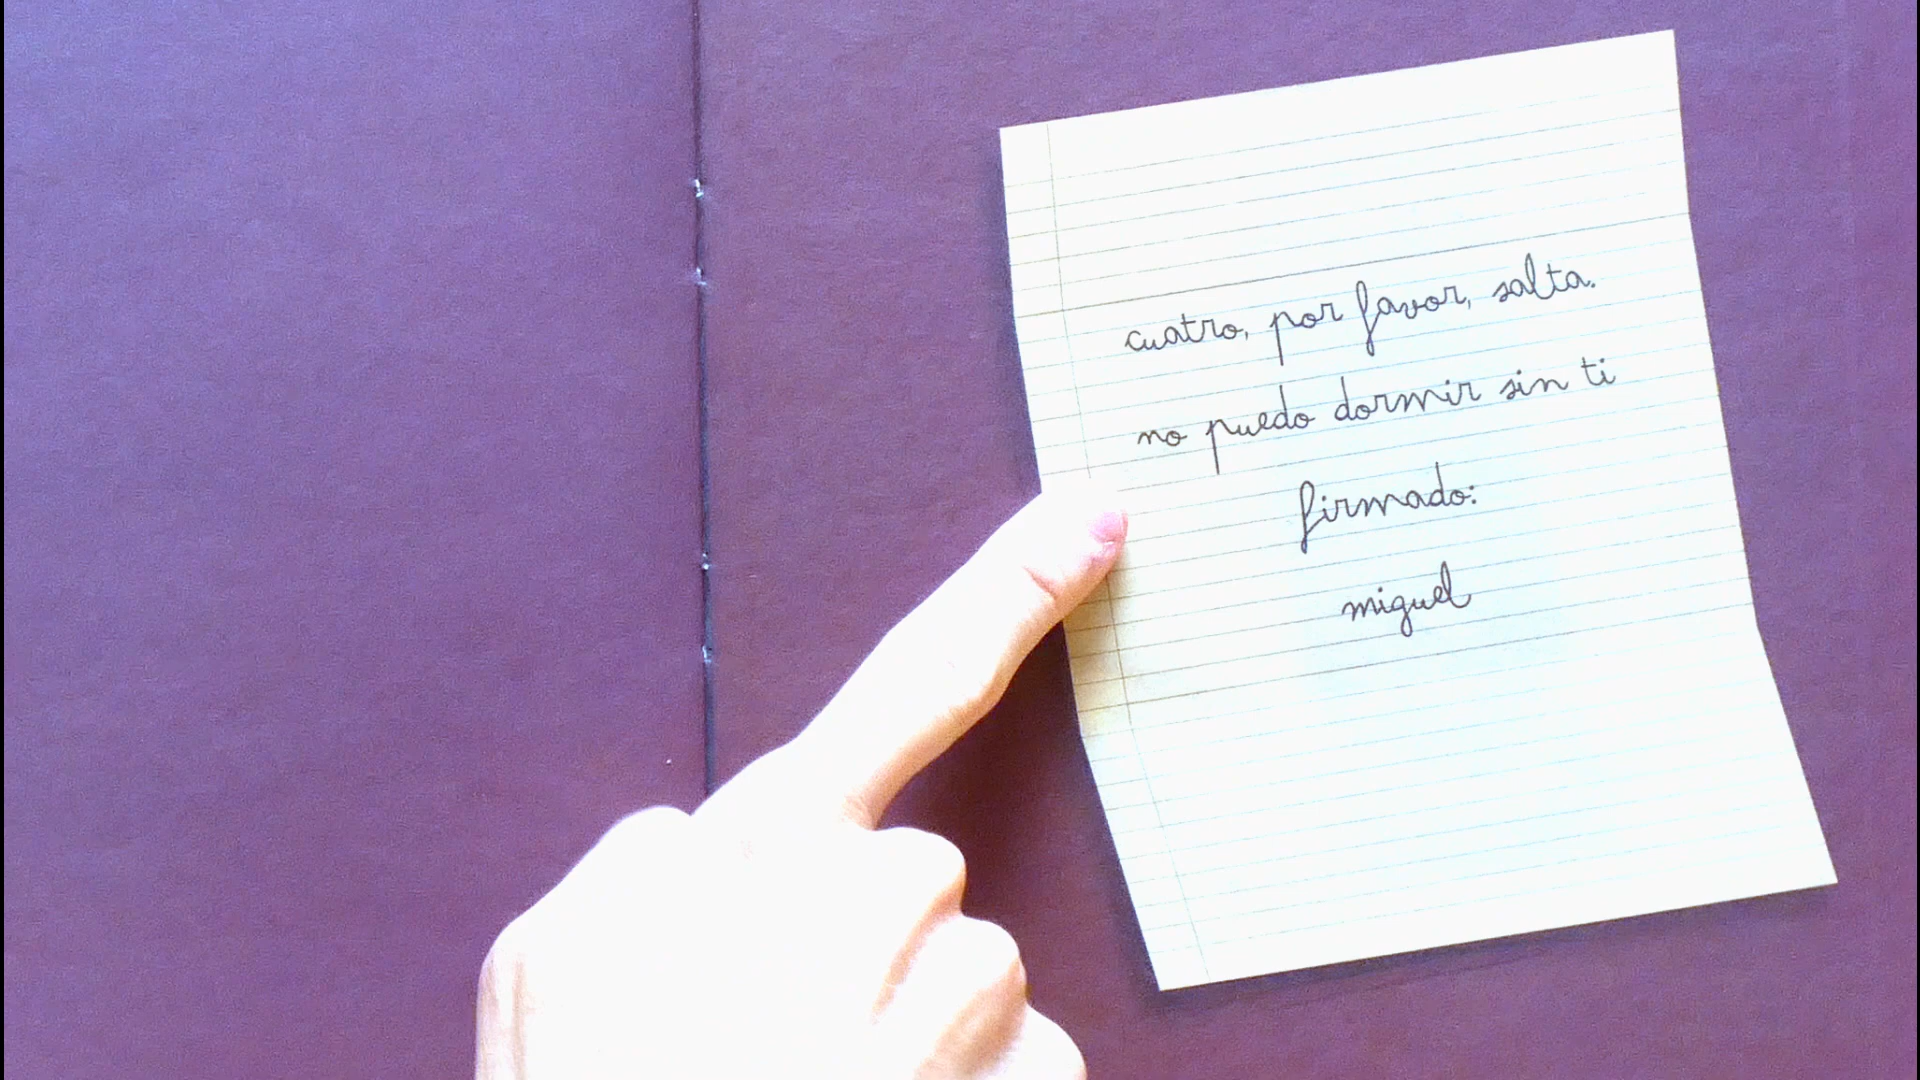 cuatro, por favor, salta.
no puedo dormir sin ti
firmado:
miguel